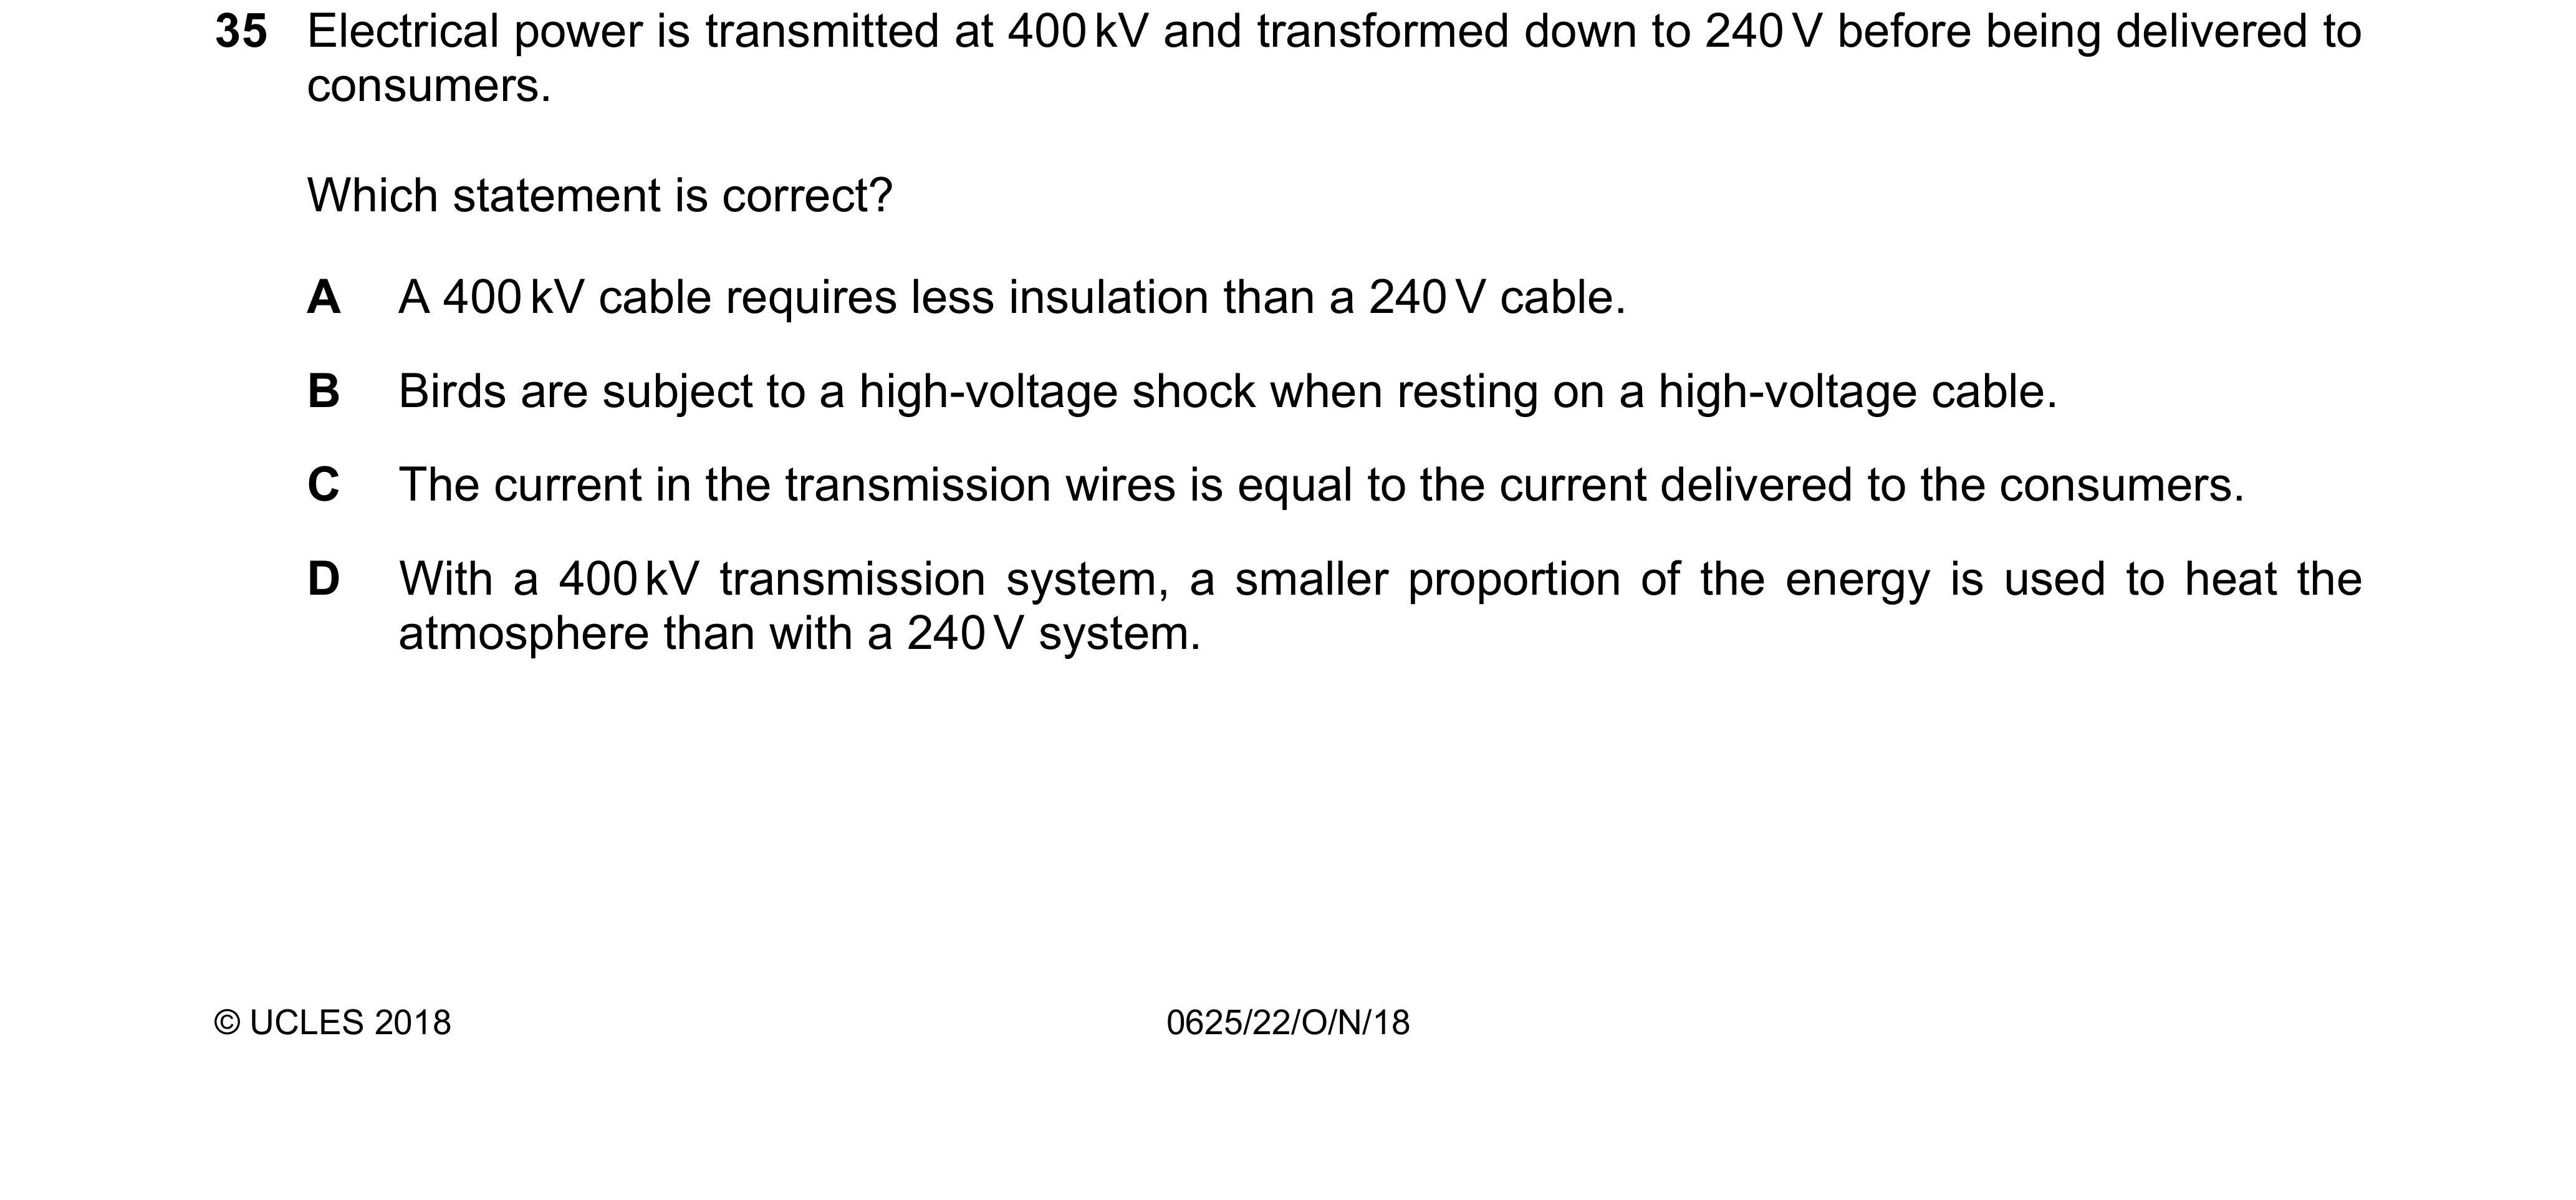 35 Electrical power is transmitted at 400 kV and transformed down to 240 V before being delivered to
consumers.
Which statement is correct?
A A 400 kV cable requires less insulation than a 240 V cable.
B Birds are subject to a high-voltage shock when resting on a high-voltage cable.
C The current in the transmission wires is equal to the current delivered to the consumers.
D With a 400 kV transmission system, a smaller proportion of the energy is used to heat the
atmosphere than with a 240 V system.
© UCLES 2018 0625/22/O/N/18